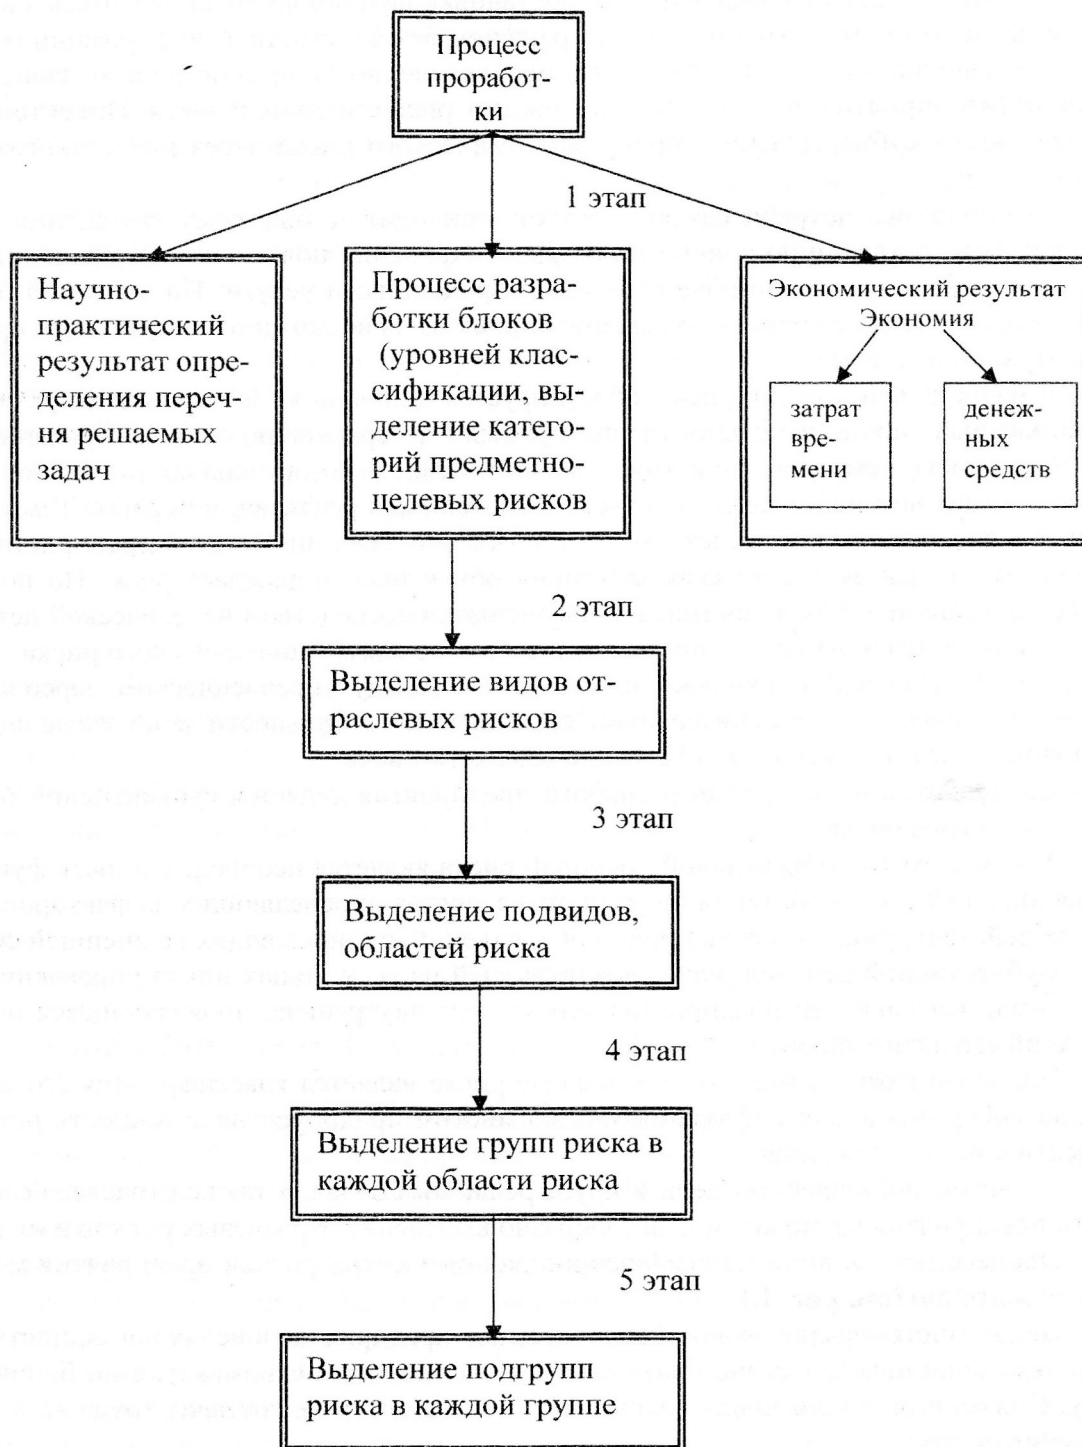 Процесс
проработ-
ки
1 этап
Научно-
практический
результат опре-
деления переч-
ня решаемых
задач
Процесс разра-
ботки блоков
(уровней клас-
сификации, вы-
деление катего-
рий предметно-
целевых рисков
Экономический результат
Экономия
затрат
вре-
мени
денеж-
ных
средств
2 этап
Выделение видов от-
раслевых рисков
3 этап
Выделение подвидов,
областей риска
4 этап
Выделение групп риска в
каждой области риска
5 этап
Выделение подгрупп
риска в каждой группе